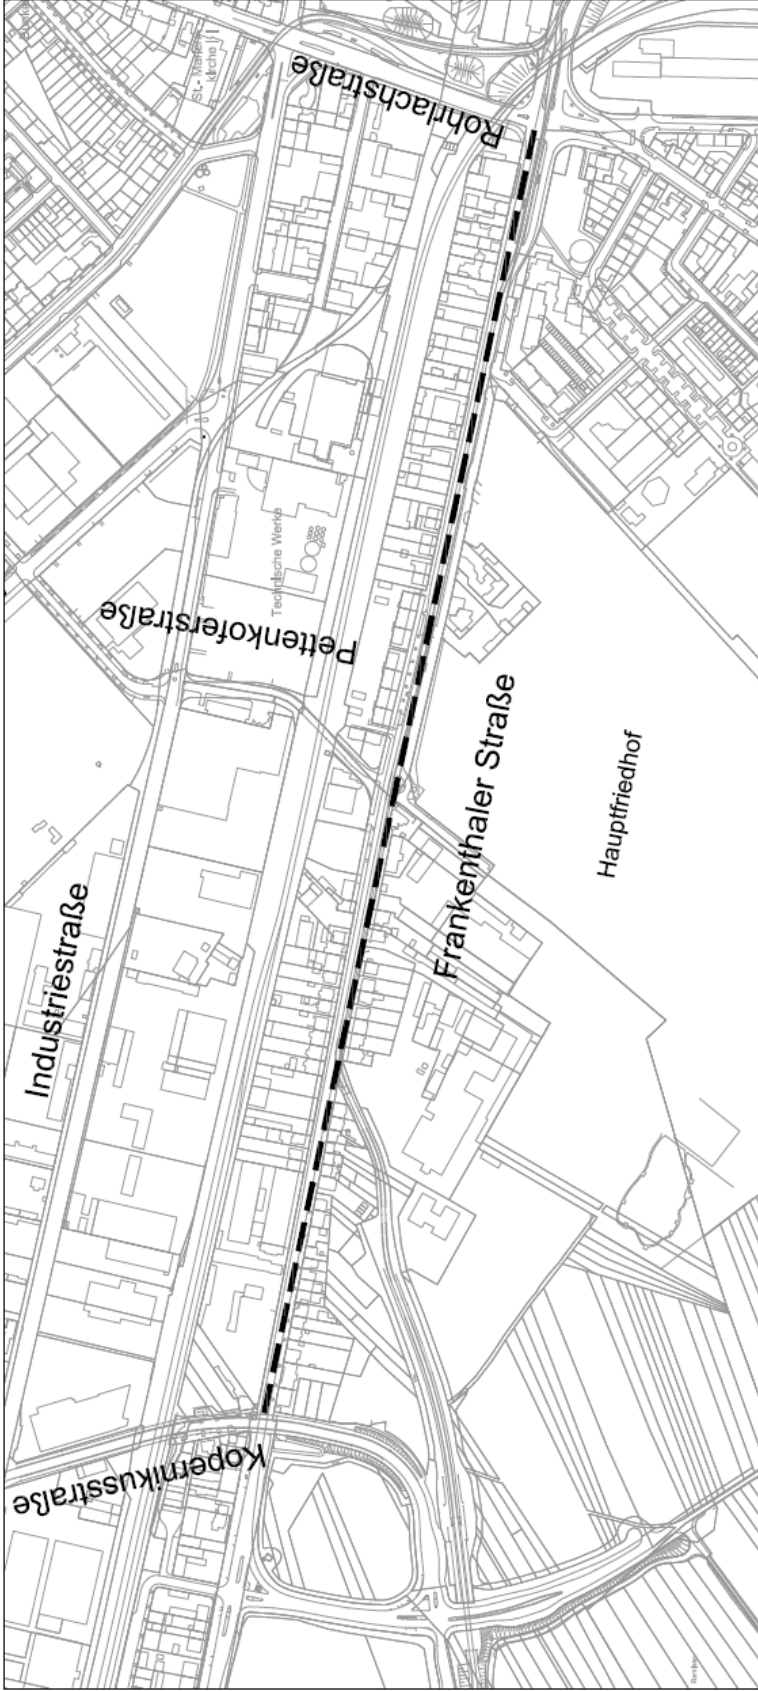 St.- Marien-
kirche
Rohrlachstraße
Technische Werke
Pettenkoferstraße
Frankenthaler Straße
Hauptfriedhof
Industriestraße
Kopernikusstraße